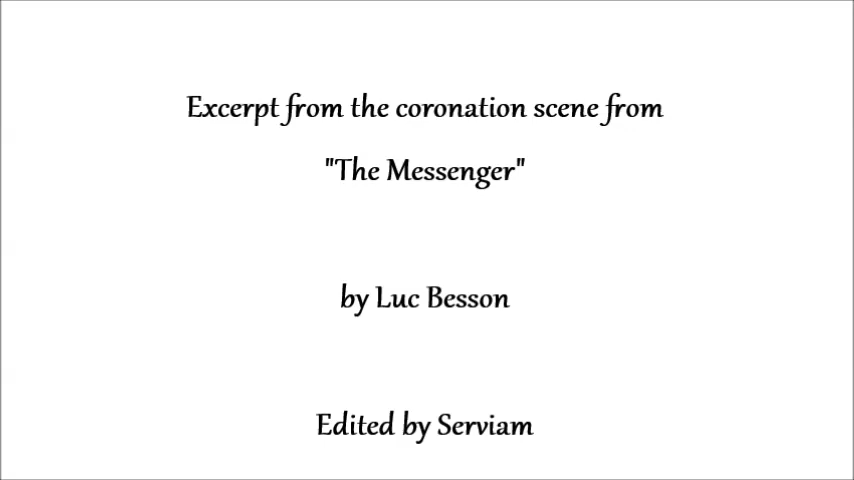 Excerpt from the coronation scene from
"The Messenger"
by Luc Besson
Edited by Serviam